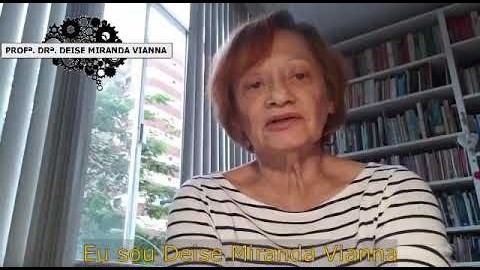 PROFª. DRª. DEISE MIRANDA VIANNA
Eu sou Deise Miranda Vianna